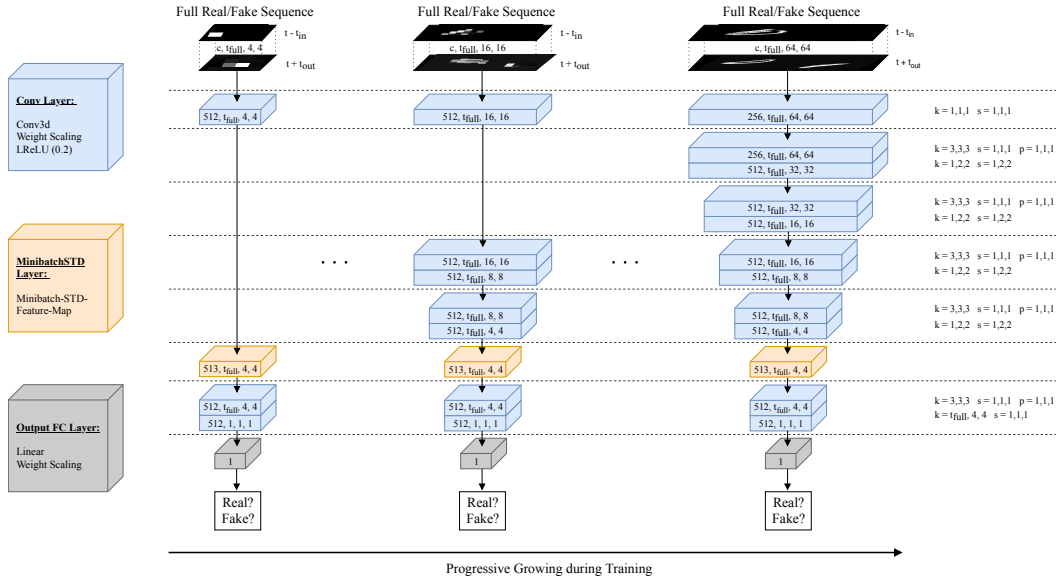 Full Real/Fake Sequence
Full Real/Fake Sequence
Full Real/Fake Sequence
t - tin
c, tfull, 4, 4
t + tout
t - tin
c, tfull, 16, 16
t + tout
t - tin
c, tfull, 64, 64
t + tout
Conv Layer:
Conv3d
Weight Scaling
LReLU (0.2)
MinibatchSTD
Layer:
Minibatch-STD-
Feature-Map
Output FC Layer:
Linear
Weight Scaling
512, tfull, 4, 4
512, tfull, 16, 16
256, tfull, 64, 64
k = 1,1,1 s = 1,1,1
256, tfull, 64, 64
512, tfull, 32, 32
k = 3,3,3 s = 1,1,1 p = 1,1,1
k = 1,2,2 s = 1,2,2
512, tfull, 32, 32
512, tfull, 16, 16
k = 3,3,3 s = 1,1,1 p = 1,1,1
k = 1,2,2 s = 1,2,2
. . .
512, tfull, 16, 16
512, tfull, 8, 8
. . .
512, tfull, 16, 16
512, tfull, 8, 8
k = 3,3,3 s = 1,1,1 p = 1,1,1
k = 1,2,2 s = 1,2,2
512, tfull, 8, 8
512, tfull, 4, 4
512, tfull, 8, 8
512, tfull, 4, 4
k = 3,3,3 s = 1,1,1 p = 1,1,1
k = 1,2,2 s = 1,2,2
513, tfull, 4, 4
513, tfull, 4, 4
513, tfull, 4, 4
512, tfull, 4, 4
512, 1, 1, 1
512, tfull, 4, 4
512, 1, 1, 1
512, tfull, 4, 4
512, 1, 1, 1
k = 3,3,3 s = 1,1,1 p = 1,1,1
k = tfull, 4, 4 s = 1,1,1
1
1
1
Real?
Fake?
Real?
Fake?
Real?
Fake?
Progressive Growing during Training